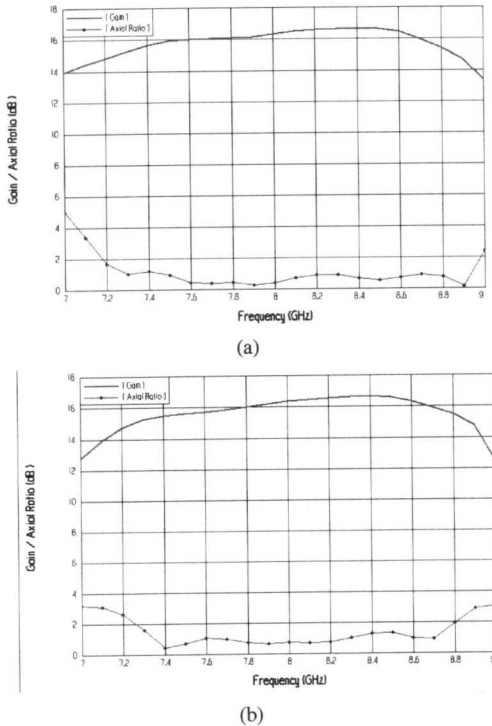 18
[ Gain ]
[ Axial Ratio ]
16
14
12
10
8
6
4
2
0
Gain / Axial Ratio (dB)
7 7.2 7.4 7.6 7.8 8 8.2 8.4 8.6 8.8 9
Frequency (GHz)
(a)
18
[ Gain ]
[ Axial Ratio ]
16
14
12
10
8
6
4
2
0
Gain / Axial Ratio (dB)
7 7.2 7.4 7.6 7.8 8 8.2 8.4 8.6 8.8
Frequency (GHz)
(b)